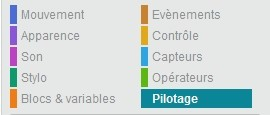 Mouvement
Evènements
Apparence
Contrôle
Son
Capteurs
Stylo
Opérateurs
Blocs & variables
Pilotage